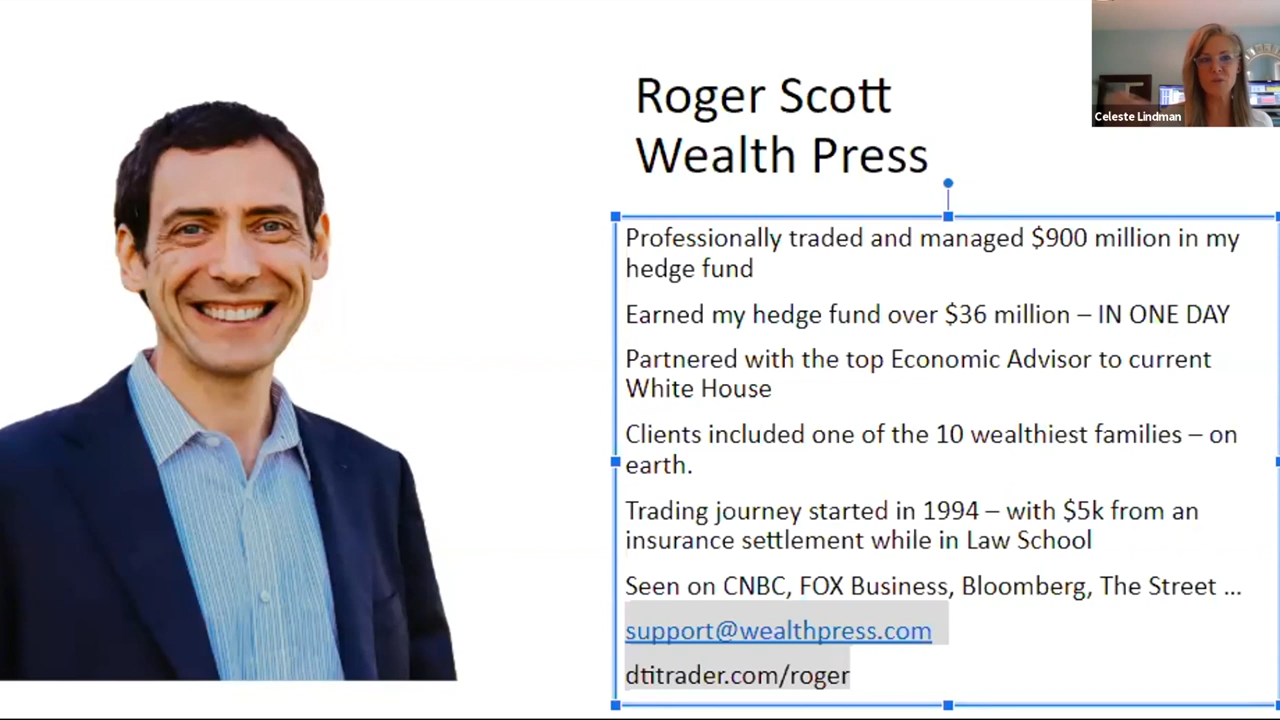 Roger Scott
Wealth Press
Celeste Lindman
Professionally traded and managed $900 million in my
hedge fund
Earned my hedge fund over $36 million – IN ONE DAY
Partnered with the top Economic Advisor to current
White House
Clients included one of the 10 wealthiest families – on
earth.
Trading journey started in 1994 – with $5k from an
insurance settlement while in Law School
Seen on CNBC, FOX Business, Bloomberg, The Street ...
support@wealthpress.com
dtitrader.com/roger